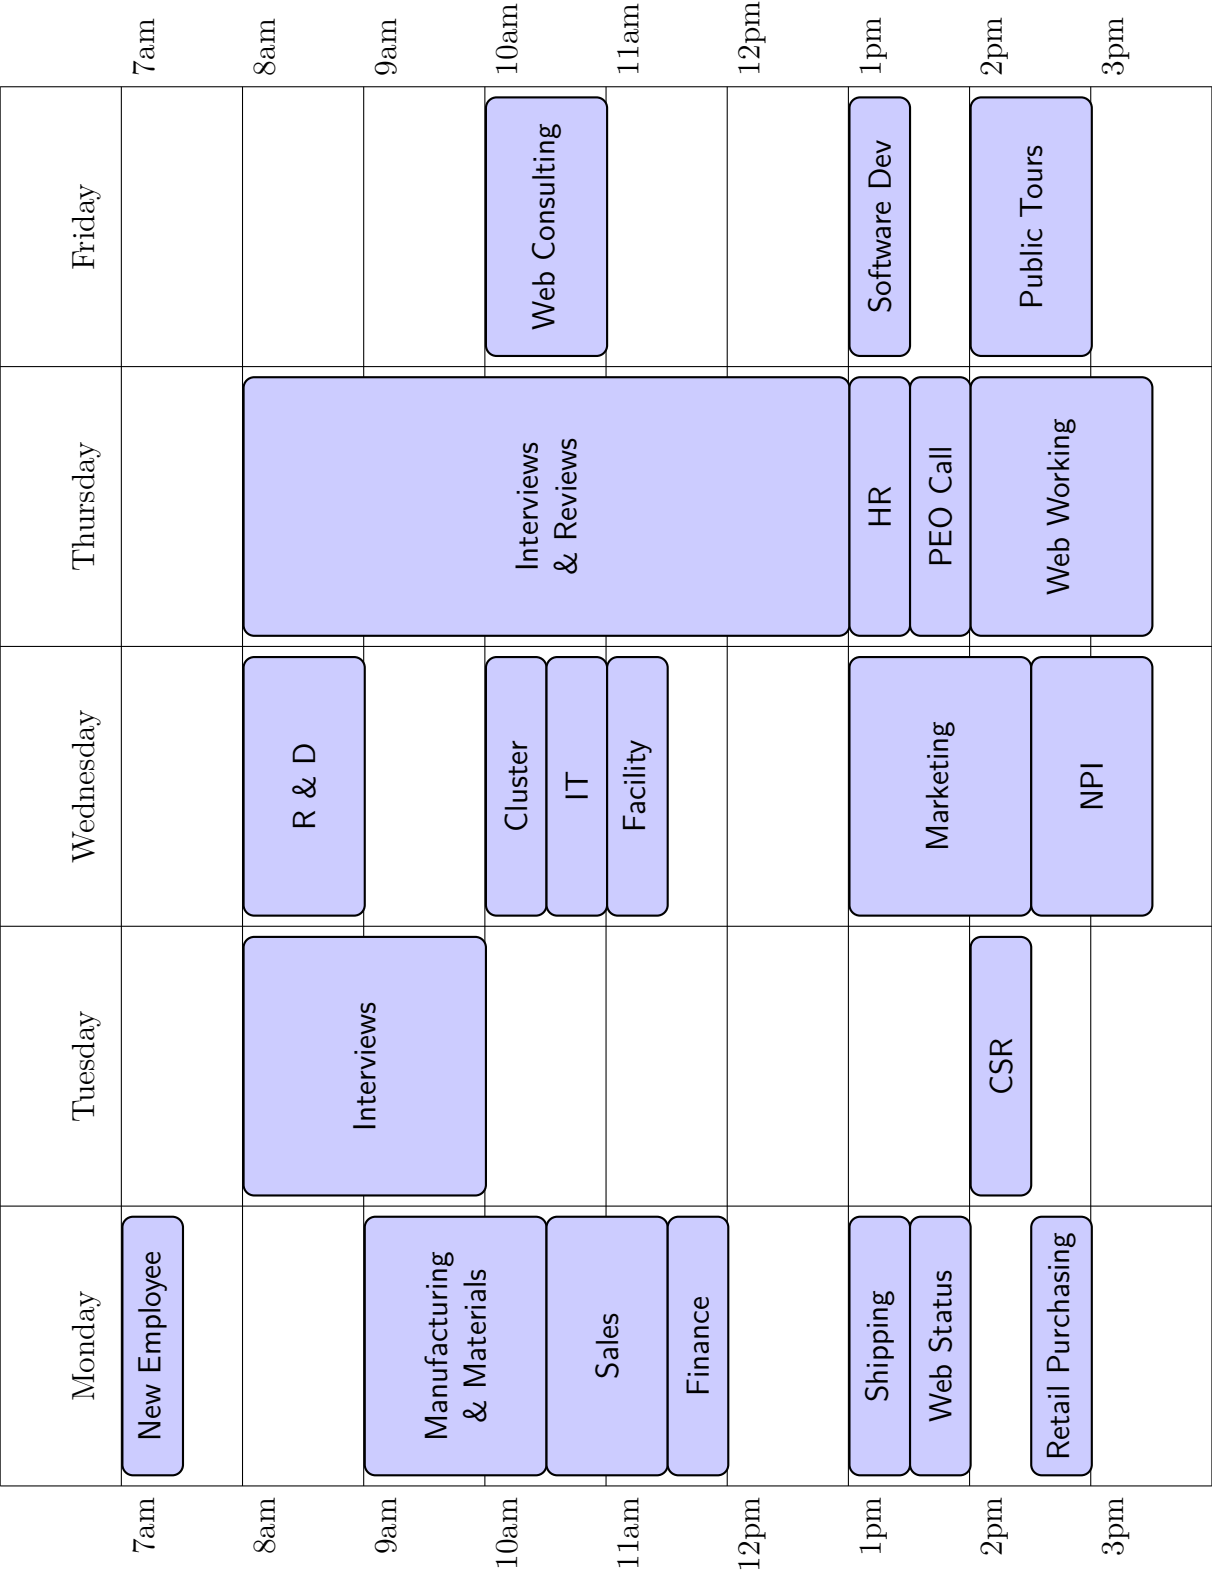 Monday
Tuesday
Wednesday
Thursday
Friday
7am
7am
8am
8am
9am
9am
10am
10am
11am
11am
12pm
12pm
1pm
1pm
2pm
2pm
3pm
3pm
New Employee
Manufacturing
& Materials
Sales
Finance
Shipping
Web Status
Retail Purchasing
Interviews
CSR
R & D
Cluster
IT
Facility
Marketing
NPI
Interviews
& Reviews
HR
PEO Call
Web Working
Web Consulting
Software Dev
Public Tours